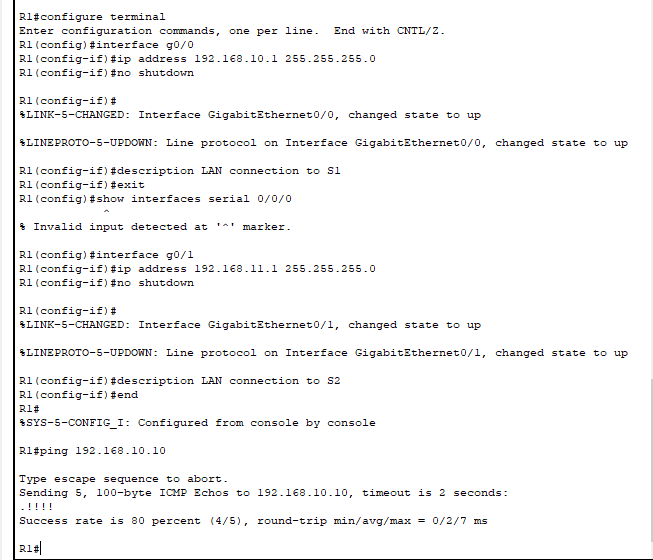 R1#configure terminal
Enter configuration commands, one per line.  End with CNTL/Z.
R1(config)#interface g0/0
R1(config-if)#ip address 192.168.10.1 255.255.255.0
R1(config-if)#no shutdown
R1(config-if)#
%LINK-5-CHANGED: Interface GigabitEthernet0/0, changed state to up
%LINEPROTO-5-UPDOWN: Line protocol on Interface GigabitEthernet0/0, changed state to up
R1(config-if)#description LAN connection to S1
R1(config-if)#exit
R1(config)#show interfaces serial 0/0/0
^
% Invalid input detected at '^' marker.
R1(config)#interface g0/1
R1(config-if)#ip address 192.168.11.1 255.255.255.0
R1(config-if)#no shutdown
R1(config-if)#
%LINK-5-CHANGED: Interface GigabitEthernet0/1, changed state to up
%LINEPROTO-5-UPDOWN: Line protocol on Interface GigabitEthernet0/1, changed state to up
R1(config-if)#description LAN connection to S2
R1(config-if)#end
R1#
%SYS-5-CONFIG_I: Configured from console by console
R1#ping 192.168.10.10
Type escape sequence to abort.
Sending 5, 100-byte ICMP Echos to 192.168.10.10, timeout is 2 seconds:
.!!!!
Success rate is 80 percent (4/5), round-trip min/avg/max = 0/2/7 ms
R1#